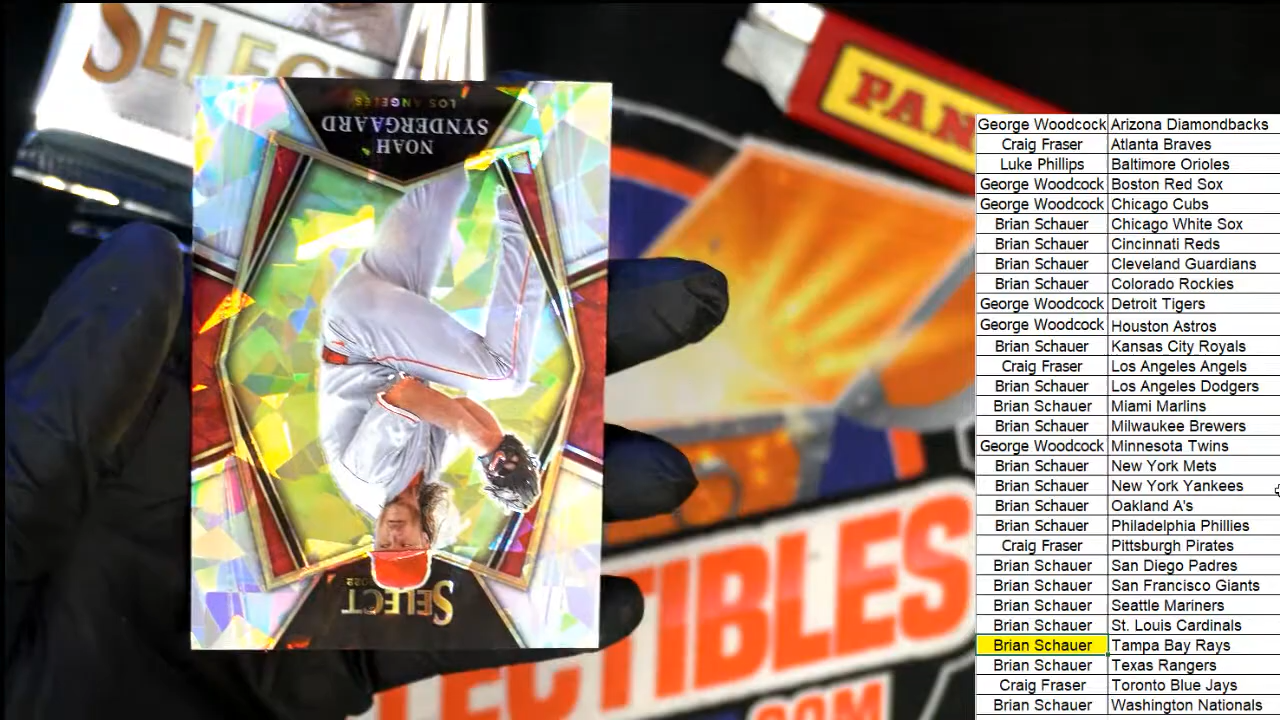 SELECT
PAN
LOS ANGELES
NOAH
SYNDERGAARD
2022
SELECT
ECTIBLES
.COM
George Woodcock Arizona Diamondbacks
Craig Fraser Atlanta Braves
Luke Phillips Baltimore Orioles
George Woodcock Boston Red Sox
George Woodcock Chicago Cubs
Brian Schauer Chicago White Sox
Brian Schauer Cincinnati Reds
Brian Schauer Cleveland Guardians
Brian Schauer Colorado Rockies
George Woodcock Detroit Tigers
George Woodcock Houston Astros
Brian Schauer Kansas City Royals
Craig Fraser Los Angeles Angels
Brian Schauer Los Angeles Dodgers
Brian Schauer Miami Marlins
Brian Schauer Milwaukee Brewers
George Woodcock Minnesota Twins
Brian Schauer New York Mets
Brian Schauer New York Yankees
Brian Schauer Oakland A's
Brian Schauer Philadelphia Phillies
Craig Fraser Pittsburgh Pirates
Brian Schauer San Diego Padres
Brian Schauer San Francisco Giants
Brian Schauer Seattle Mariners
Brian Schauer St. Louis Cardinals
Brian Schauer Tampa Bay Rays
Brian Schauer Texas Rangers
Craig Fraser Toronto Blue Jays
Brian Schauer Washington Nationals